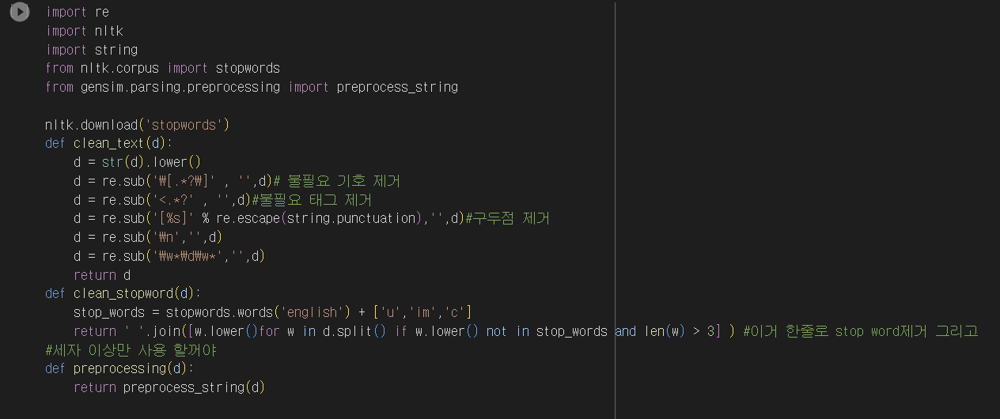 import re
import nltk
import string
from nltk.corpus import stopwords
from gensim.parsing.preprocessing import preprocess_string
nltk.download('stopwords')
def clean_text(d):
    d = str(d).lower()
    d = re.sub('₩[.*?₩]' , '',d)# 불필요 기호 제거
    d = re.sub('<.*?' , '',d)#불필요 태그 제거
    d = re.sub('[%s]' % re.escape(string.punctuation),'',d)#구두점 제거
    d = re.sub('₩n','',d)
    d = re.sub('₩w*₩d₩w*','',d)
    return d
def clean_stopword(d):
    stop_words = stopwords.words('english') + ['u','im','c']
    return ' '.join([w.lower()for w in d.split() if w.lower() not in stop_words and len(w) > 3] ) #이거 한줄로 stop word제거 그리고
#세자 이상만 사용 할꺼야
def preprocessing(d):
    return preprocess_string(d)